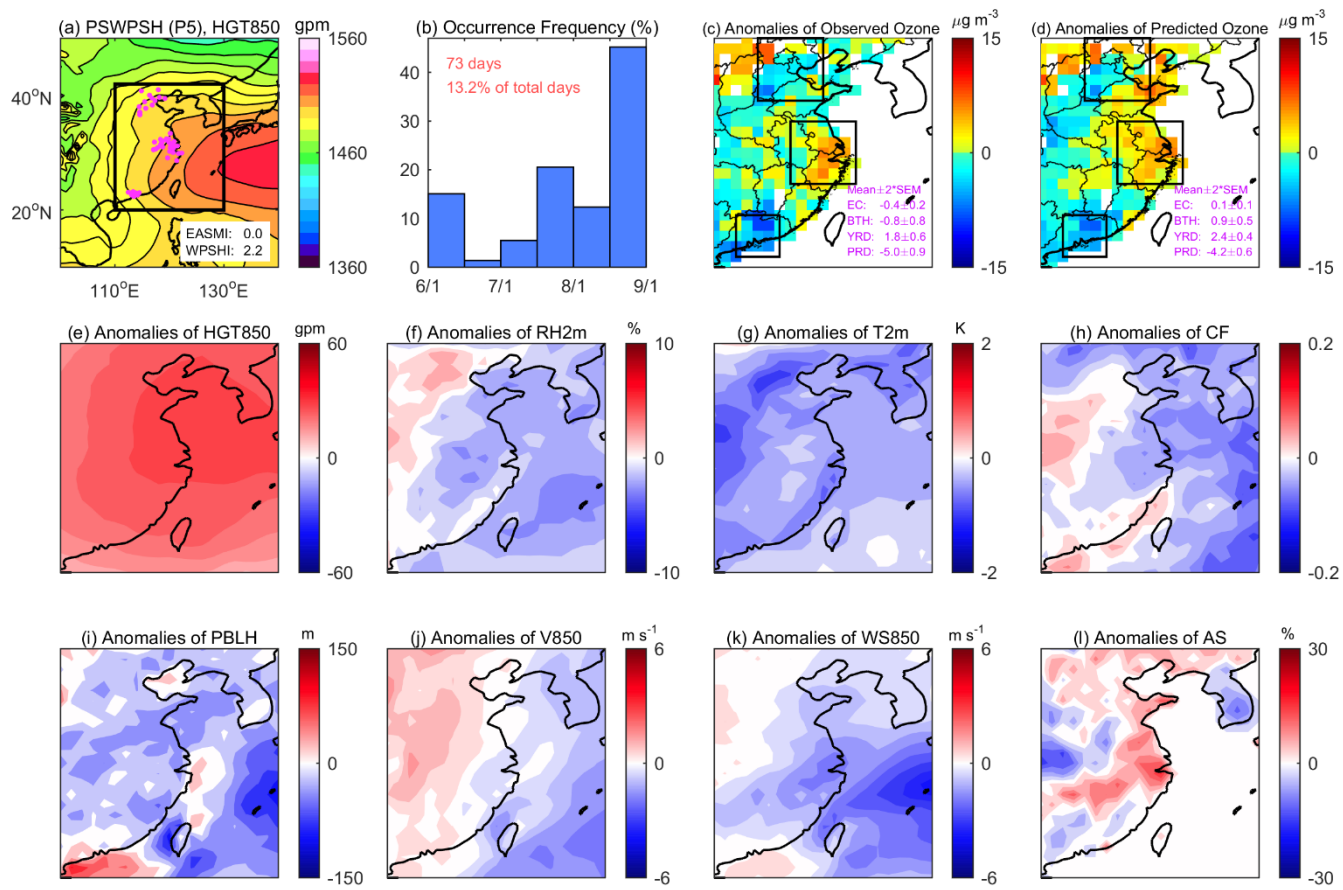 (a) PSWPSH (P5), HGT850
gpm
1560
1460
1360
40°N
20°N
110°E
130°E
EASMI: 0.0
WPSHI: 2.2
(b) Occurrence Frequency (%)
73 days
13.2% of total days
40
30
20
10
0
6/1
7/1
8/1
9/1
(c) Anomalies of Observed Ozone
μg m⁻³
15
0
-15
Mean±2*SEM
EC: -0.4±0.2
BTH: -0.8±0.8
YRD: 1.8±0.6
PRD: -5.0±0.9
(d) Anomalies of Predicted Ozone
μg m⁻³
15
0
-15
Mean±2*SEM
EC: 0.1±0.1
BTH: 0.9±0.5
YRD: 2.4±0.4
PRD: -4.2±0.6
(e) Anomalies of HGT850
gpm
60
0
-60
(f) Anomalies of RH2m
%
10
0
-10
(g) Anomalies of T2m
K
2
0
-2
(h) Anomalies of CF
0.2
0
-0.2
(i) Anomalies of PBLH
m
150
0
-150
(j) Anomalies of V850
m s⁻¹
6
0
-6
(k) Anomalies of WS850
m s⁻¹
6
0
-6
(l) Anomalies of AS
%
30
0
-30